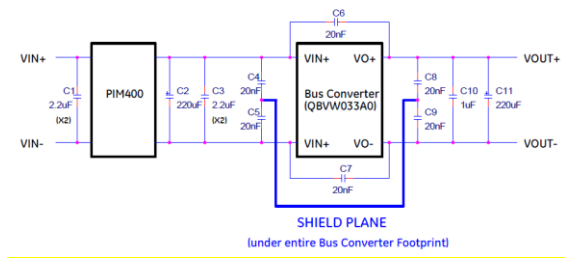 C6
20nF
VIN+
VIN+
VO+
VOUT+
C1
2.2uF
(X2)
PIM400
C2
220uF
C3
2.2uF
(X2)
C4
20nF
C5
20nF
Bus Converter
(QBVW033A0)
C8
20nF
C9
20nF
C10
1uF
C11
220uF
VIN-
VIN+
VO-
VOUT-
C7
20nF
SHIELD PLANE
(under entire Bus Converter Footprint)